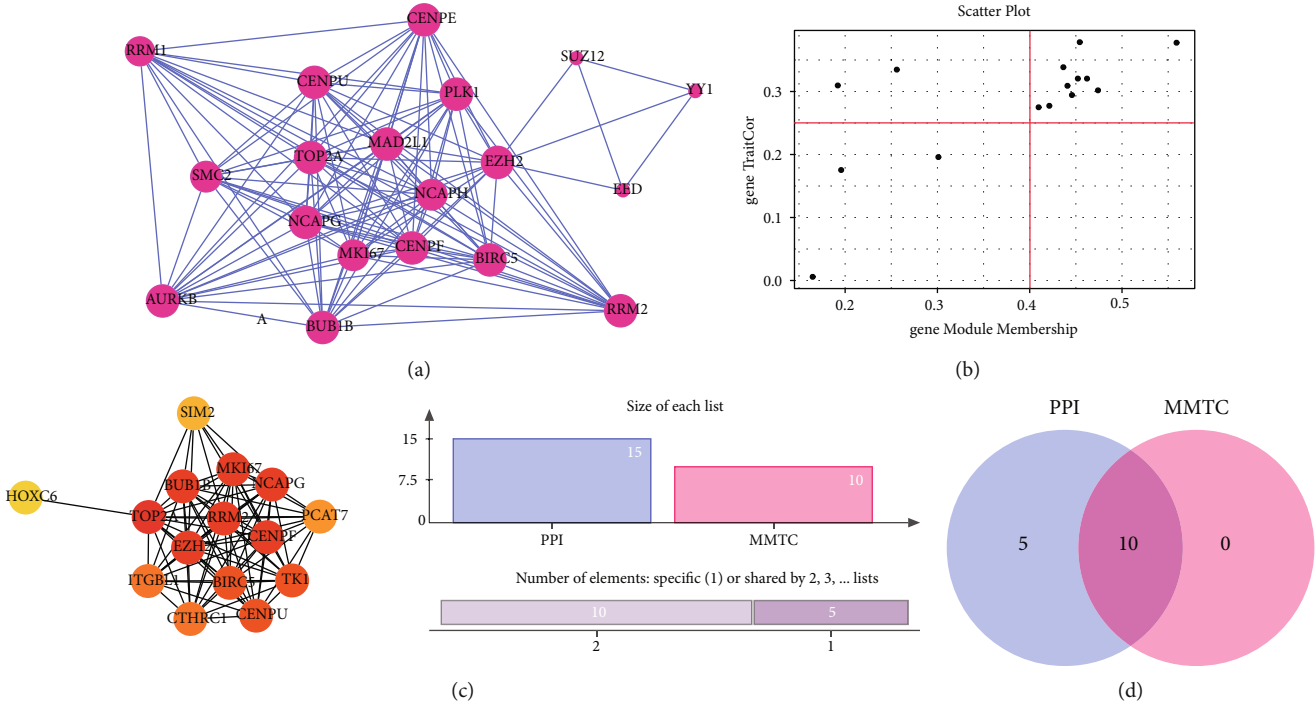 CENPE
RRM1
SUZ12
CENPU
YY1
PLK1
MAD2L1
TOP2A
EZH2
SMC2
EED
NCAPH
NCAPG
CENPF
MKI67
BIRC5
AURKB
RRM2
A
BUB1B
(a)
Scatter Plot
gene TraitCor
0.3
0.2
0.1
0.0
0.2 0.3 0.4 0.5
gene Module Membership
(b)
SIM2
MKI67
BUB1B
NCAPG
HOXC6
TOP2A
RRM2
PCAT7
CENPF
EZH2
ITGBL1
BIRC5
TK1
CTHRC1
CENPU
Size of each list
15
7.5
0
15
10
PPI MMTC
Number of elements: specific (1) or shared by 2, 3, ... lists
10 5
2 1
(c)
PPI MMTC
5 10 0
(d)